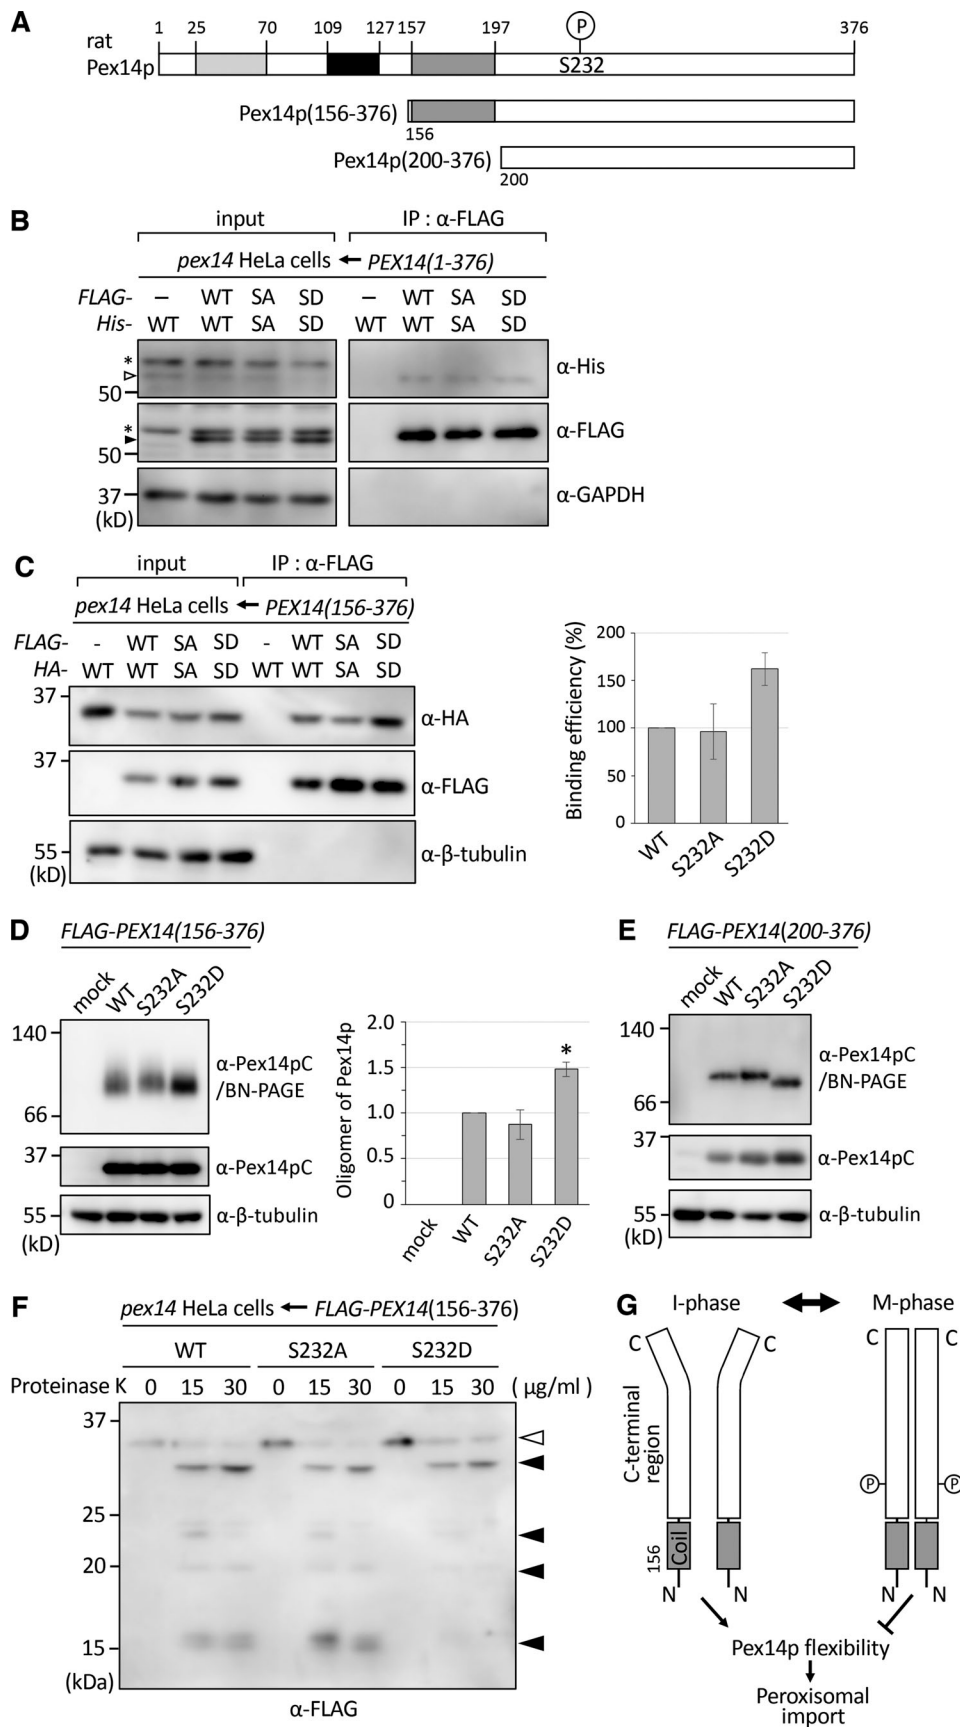 A
1 25 70 109 127 157 197 P 376
rat
Pex14p S232
Pex14p(156-376)
156
Pex14p(200-376)
200
B
input IP : α-FLAG
pex14 HeLa cells ← PEX14(1-376)
FLAG- – WT SA SD – WT SA SD
His- WT WT SA SD WT WT SA SD
* α-His
50
* α-FLAG
50
37 α-GAPDH
(kD)
C
input IP : α-FLAG
pex14 HeLa cells ← PEX14(156-376)
FLAG- - WT SA SD - WT SA SD
HA- WT WT SA SD WT WT SA SD
37
α-HA
37
α-FLAG
55 α-β-tubulin
(kD)
Binding efficiency (%)
200
150
100
50
0
WT S232A S232D
D
FLAG-PEX14(156-376)
mock WT S232A S232D
140
α-Pex14pC
/BN-PAGE
66
37 α-Pex14pC
55 α-β-tubulin
(kD)
Oligomer of Pex14p
2.0
1.5
1.0
0.5
0
*
mock WT S232A S232D
E
FLAG-PEX14(200-376)
mock WT S232A S232D
140
α-Pex14pC
/BN-PAGE
66
37
α-Pex14pC
55 α-β-tubulin
(kD)
F
pex14 HeLa cells ← FLAG-PEX14(156-376)
WT S232A S232D
Proteinase K 0 15 30 0 15 30 0 15 30 (μg/ml)
37
25
20
15
(kDa)
α-FLAG
G
I-phase M-phase
C C C C
C-terminal
region
P P
156
Coil
N N N N
Pex14p flexibility
Peroxisomal
import